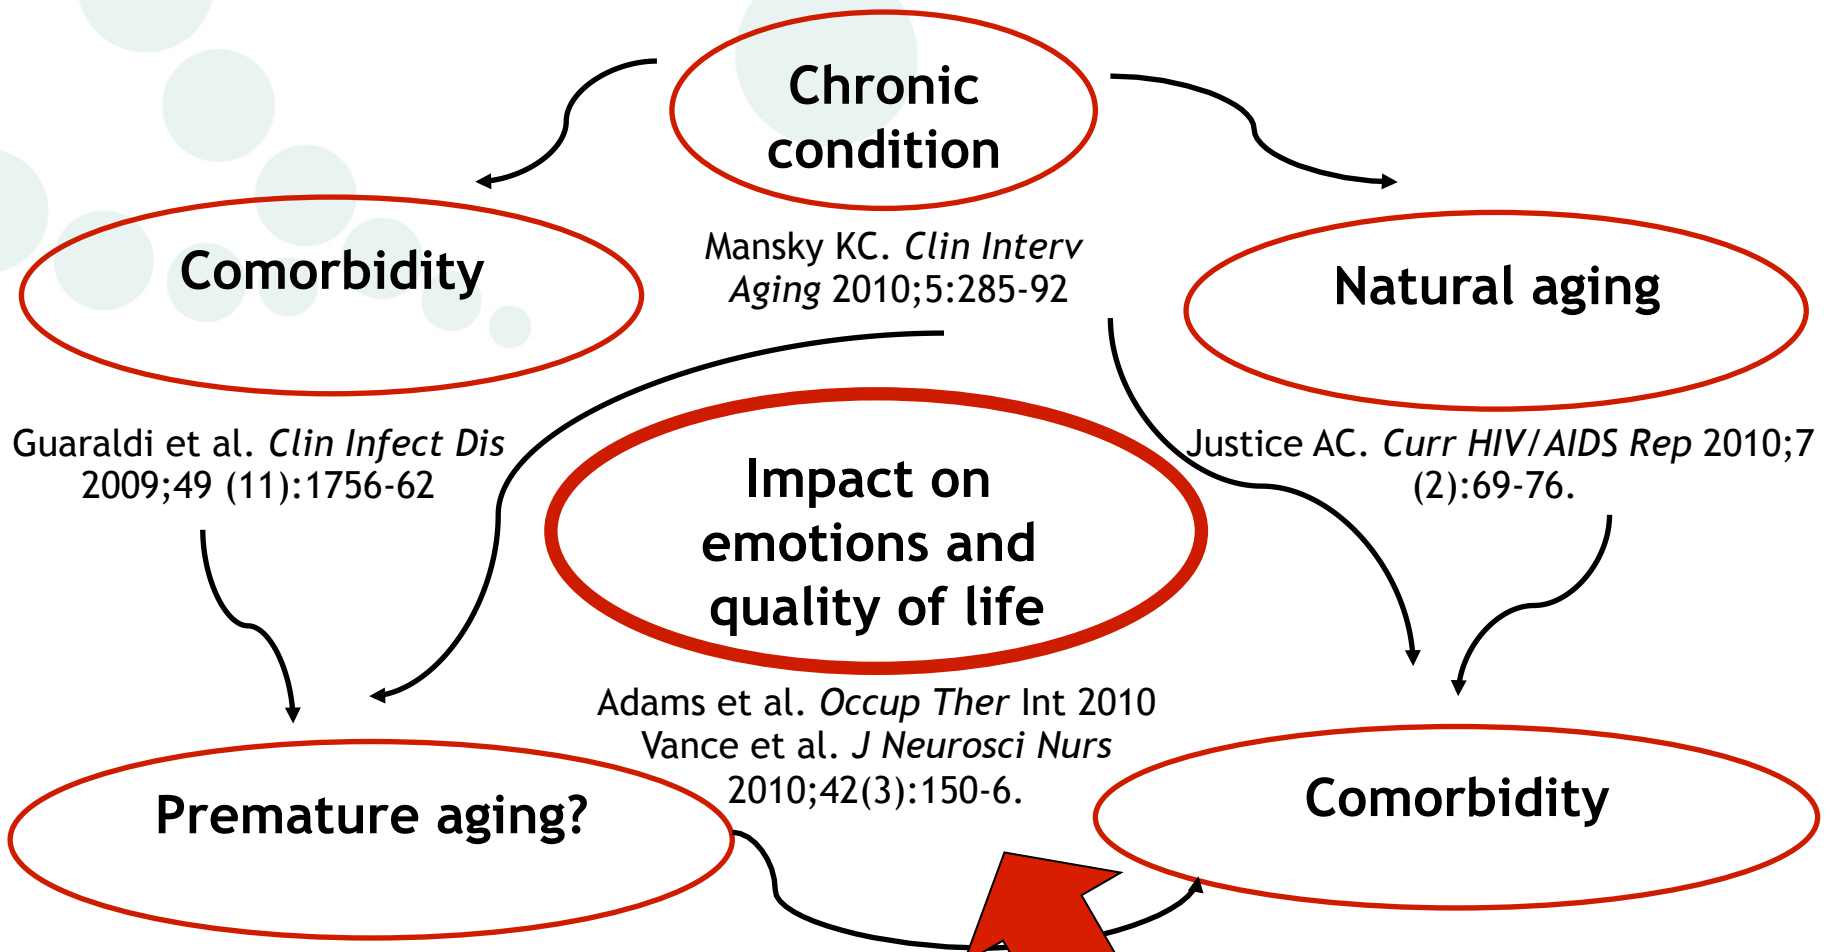 Chronic
condition
Mansky KC. Clin Interv
Aging 2010;5:285-92
Comorbidity
Guaraldi et al. Clin Infect Dis
2009;49 (11):1756-62
Natural aging
Justice AC. Curr HIV/AIDS Rep 2010;7
(2):69-76.
Impact on
emotions and
quality of life
Adams et al. Occup Ther Int 2010
Vance et al. J Neurosci Nurs
2010;42(3):150-6.
Premature aging?
Comorbidity